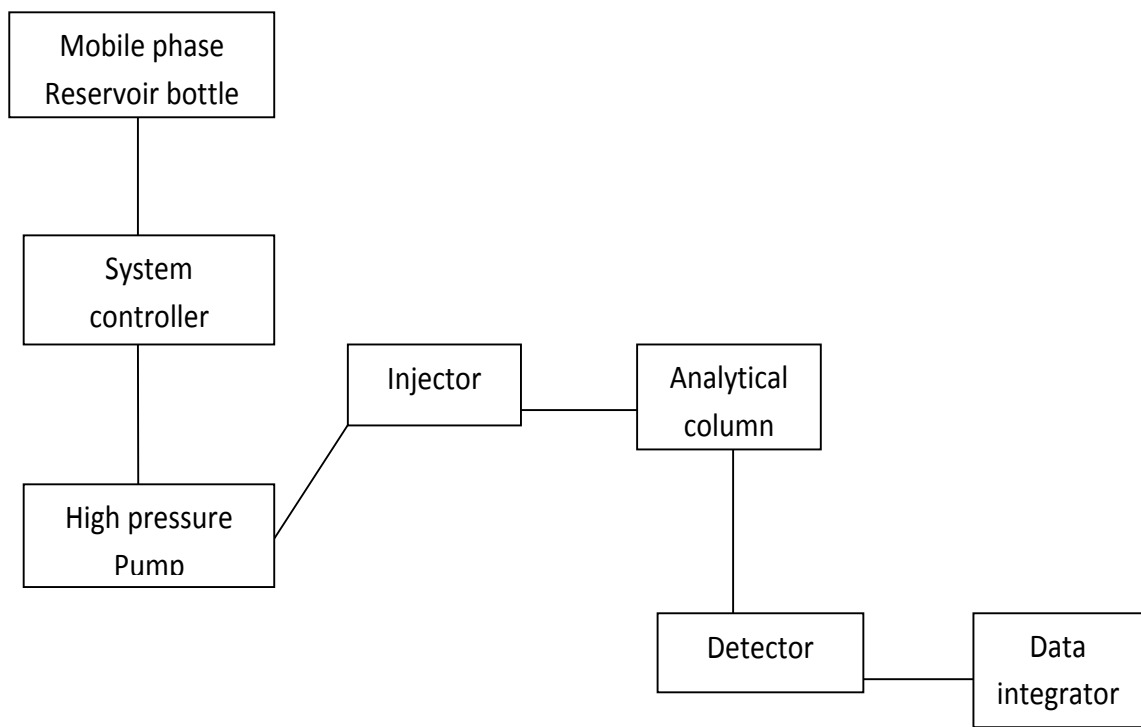 Mobile phase
Reservoir bottle
System
controller
High pressure
Pump
Injector
Analytical
column
Detector
Data
integrator